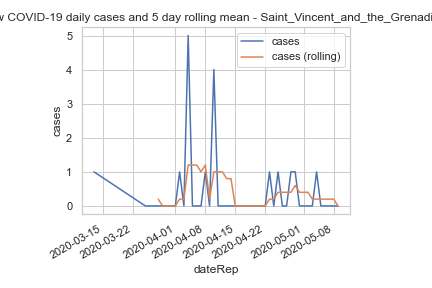 COVID-19 daily cases and 5 day rolling mean -
cases
cases (rolling)
cases
5
4
3
2
1
0
2020-03-15
2020-03-22
2020-04-01
2020-04-08
2020-04-15
2020-04-22
2020-05-01
2020-05-08
dateRep